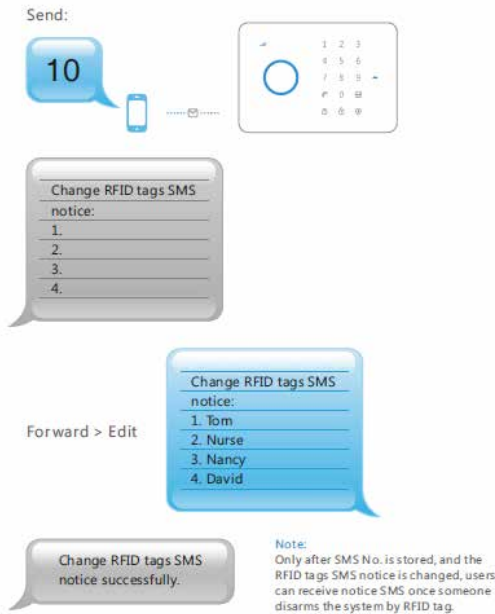 Send:
10
1 2 3
4 5 6
7 8 9
0
Change RFID tags SMS
notice:
1.
2.
3.
4.
Change RFID tags SMS
notice:
1. Tom
2. Nurse
3. Nancy
4. David
Forward > Edit
Change RFID tags SMS
notice successfully.
Note:
Only after SMS No. is stored, and the
RFID tags SMS notice is changed, users
can receive notice SMS once someone
disarms the system by RFID tag.